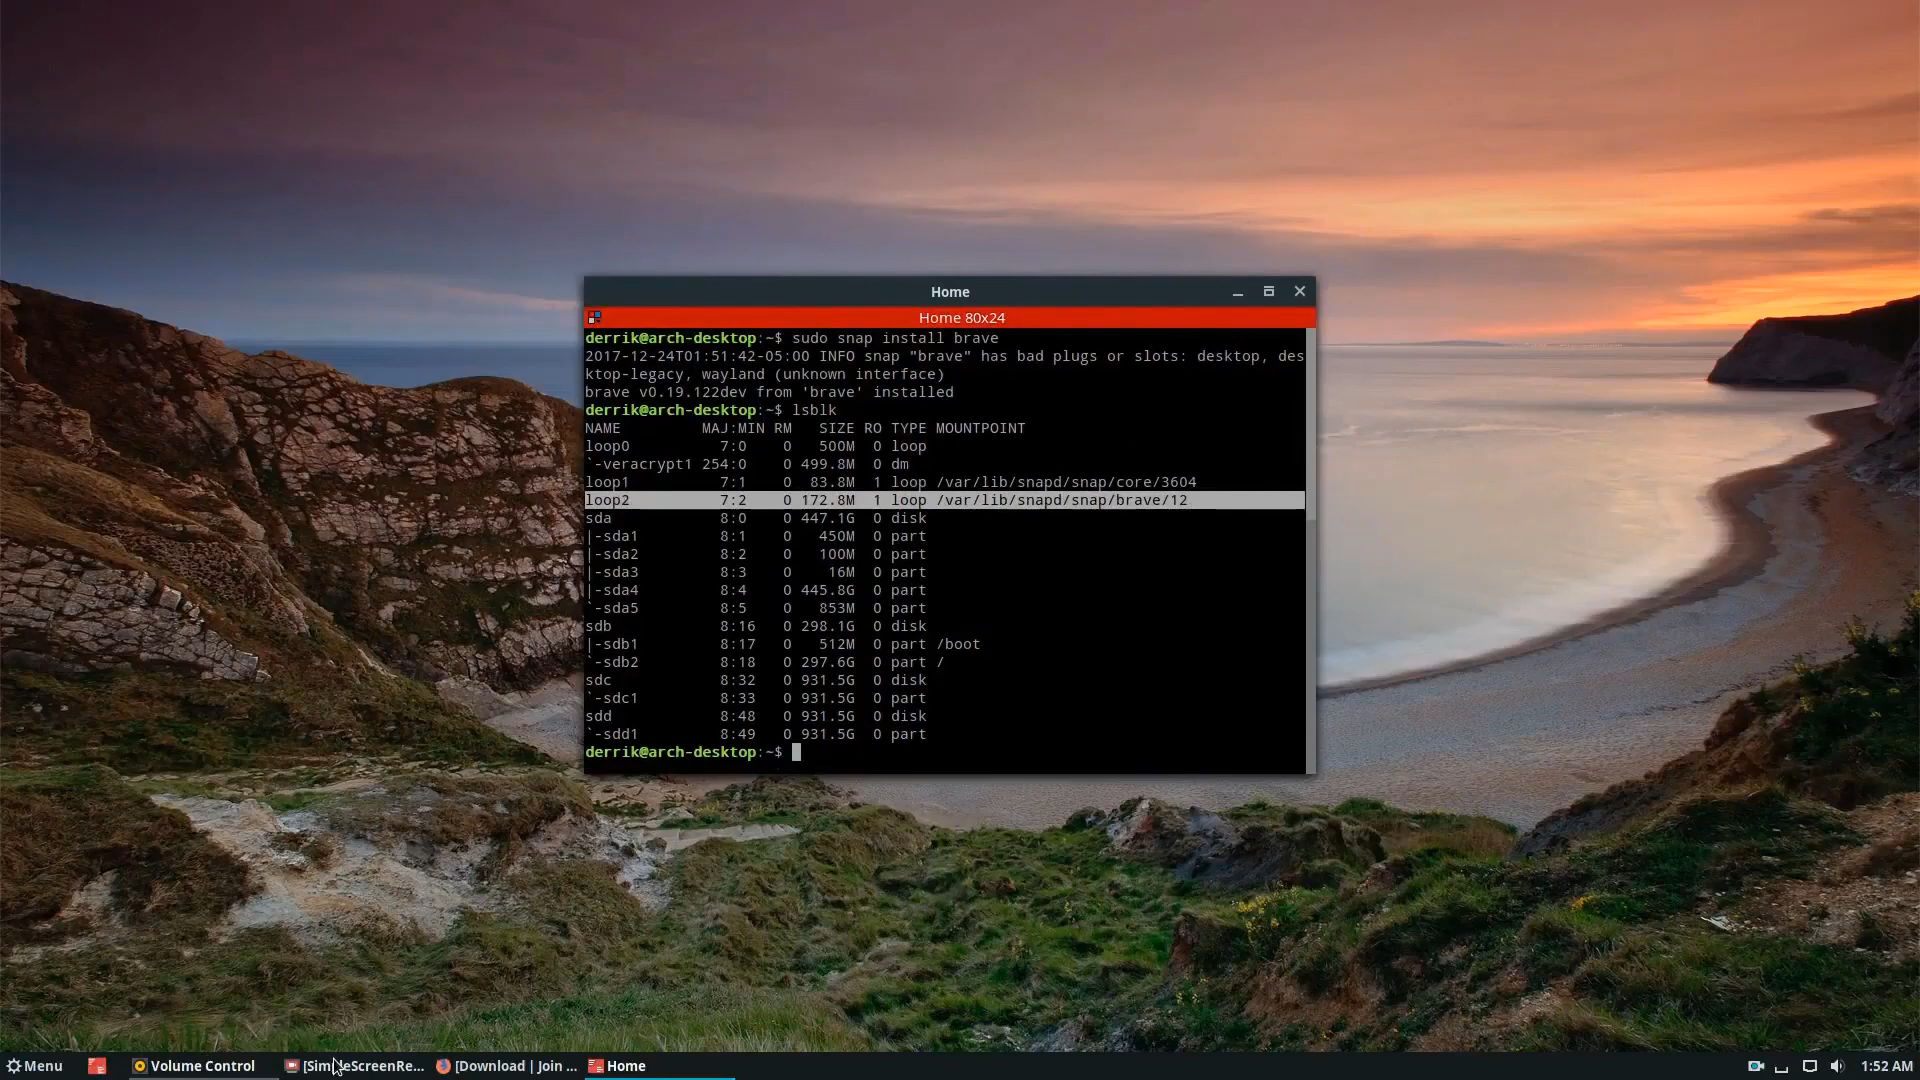 Home
Home 80x24
derrik@arch-desktop:~$ sudo snap install brave
2017-12-24T01:51:42-05:00 INFO snap "brave" has bad plugs or slots: desktop, des
ktop-legacy, wayland (unknown interface)
brave v0.19.122dev from 'brave' installed
derrik@arch-desktop:~$ lsblk
NAME         MAJ:MIN RM   SIZE RO TYPE MOUNTPOINT
loop0          7:0    0   500M  0 loop
`-veracrypt1 254:0    0 499.8M  0 dm
loop1          7:1    0  83.8M  1 loop /var/lib/snapd/snap/core/3604
loop2          7:2    0 172.8M  1 loop /var/lib/snapd/snap/brave/12
sda            8:0    0 447.1G  0 disk
|-sda1         8:1    0   450M  0 part
|-sda2         8:2    0   100M  0 part
|-sda3         8:3    0    16M  0 part
|-sda4         8:4    0 445.8G  0 part
`-sda5         8:5    0   853M  0 part
sdb            8:16   0 298.1G  0 disk
|-sdb1         8:17   0   512M  0 part /boot
`-sdb2         8:18   0 297.6G  0 part /
sdc            8:32   0 931.5G  0 disk
`-sdc1         8:33   0 931.5G  0 part
sdd            8:48   0 931.5G  0 disk
`-sdd1         8:49   0 931.5G  0 part
derrik@arch-desktop:~$
Menu Volume Control [SimpleScreenRe... [Download | Join ... Home 1:52 AM